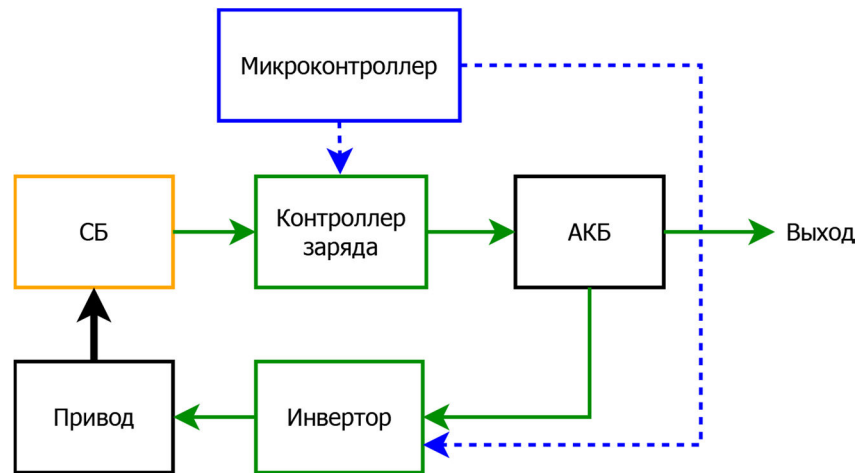 Микроконтроллер
СБ
Контроллер
заряда
АКБ
Выход
Привод
Инвертор